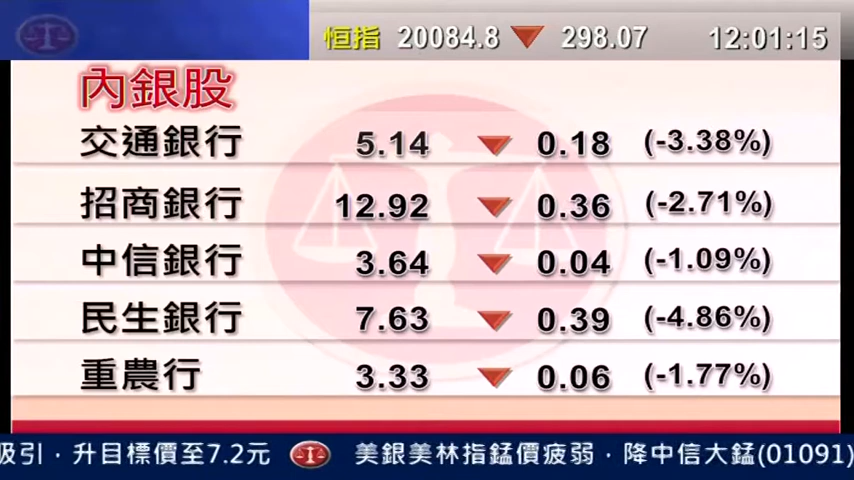 恒指 20084.8 ▼ 298.07 12:01:15
內銀股
交通銀行 5.14 ▼ 0.18 (-3.38%)
招商銀行 12.92 ▼ 0.36 (-2.71%)
中信銀行 3.64 ▼ 0.04 (-1.09%)
民生銀行 7.63 ▼ 0.39 (-4.86%)
重農行 3.33 ▼ 0.06 (-1.77%)
吸引，升目標價至7.2元 美銀美林指錳價疲弱，降中信大錳(01091)